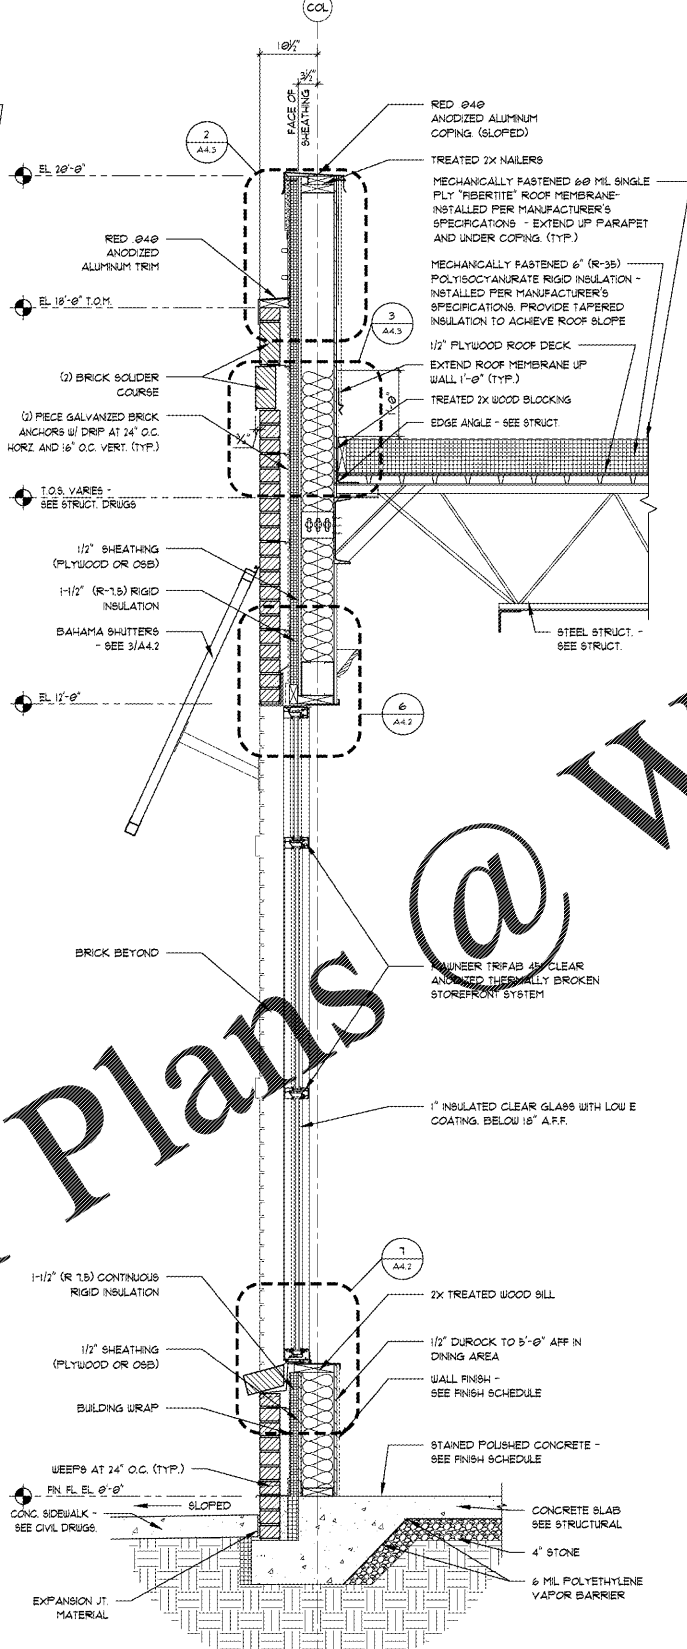 COL
10½"
3½"
FACE OF
SHEATHING
2
A4.3
RED .040
ANODIZED ALUMINUM
COPING. (SLOPED)
TREATED 2X NAILERS
EL 20'-0"
MECHANICALLY FASTENED 60 MIL SINGLE
PLY "FIBERTITE" ROOF MEMBRANE-
INSTALLED PER MANUFACTURER'S
SPECIFICATIONS - EXTEND UP PARAPET
AND UNDER COPING. (TYP.)
RED .040
ANODIZED
ALUMINUM TRIM
MECHANICALLY FASTENED 6" (R-35)
POLYISOCYANURATE RIGID INSULATION -
INSTALLED PER MANUFACTURER'S
SPECIFICATIONS. PROVIDE TAPERED
INSULATION TO ACHIEVE ROOF SLOPE
EL 18'-0" T.O.M.
3
A4.3
1/2" PLYWOOD ROOF DECK
EXTEND ROOF MEMBRANE UP
WALL 1'-0" (TYP.)
(2) BRICK SOLIDER
COURSE
1'-0"
TREATED 2X WOOD BLOCKING
(2) PIECE GALVANIZED BRICK
ANCHORS W/ DRIP AT 24" O.C.
HORZ. AND 16" O.C. VERT. (TYP.)
EDGE ANGLE - SEE STRUCT.
T.O.S. VARIES -
SEE STRUCT. DRWGS
1/2" SHEATHING
(PLYWOOD OR OSB)
1-1/2" (R-7.5) RIGID
INSULATION
BAHAMA SHUTTERS
- SEE 3/A4.2
STEEL STRUCT. -
SEE STRUCT.
EL 12'-0"
6
A4.2
BRICK BEYOND
KAWNEER TRIFAB 451 CLEAR
ANODIZED THERMALLY BROKEN
STOREFRONT SYSTEM
Plans @ W
1" INSULATED CLEAR GLASS WITH LOW E
COATING. BELOW 18" A.F.F.
7
A4.2
1-1/2" (R 7.5) CONTINUOUS
RIGID INSULATION
2X TREATED WOOD SILL
1/2" SHEATHING
(PLYWOOD OR OSB)
1/2" DUROCK TO 5'-0" AFF IN
DINING AREA
WALL FINISH -
SEE FINISH SCHEDULE
BUILDING WRAP
STAINED POLISHED CONCRETE -
SEE FINISH SCHEDULE
WEEPS AT 24" O.C. (TYP.)
FIN. FL. EL 0'-0"
SLOPED
CONC. SIDEWALK -
SEE CIVIL DRWGS.
CONCRETE SLAB
SEE STRUCTURAL
4" STONE
6 MIL POLYETHYLENE
VAPOR BARRIER
EXPANSION JT.
MATERIAL